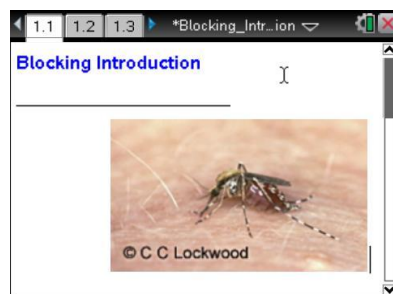 1.1 1.2 1.3 *Blocking_Intr…ion
Blocking Introduction
© C C Lockwood